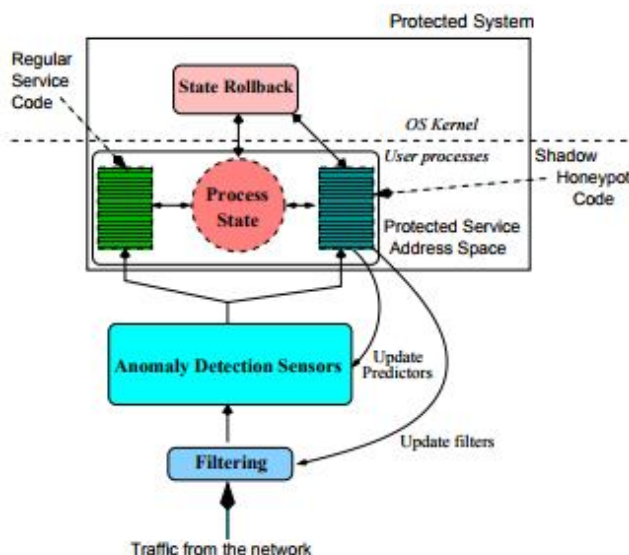 Protected System
Regular
Service
Code
State Rollback
OS Kernel
User processes
Shadow
Honeypot
Code
Process
State
Protected Service
Address Space
Anomaly Detection Sensors
Update
Predictors
Update filters
Filtering
Traffic from the network